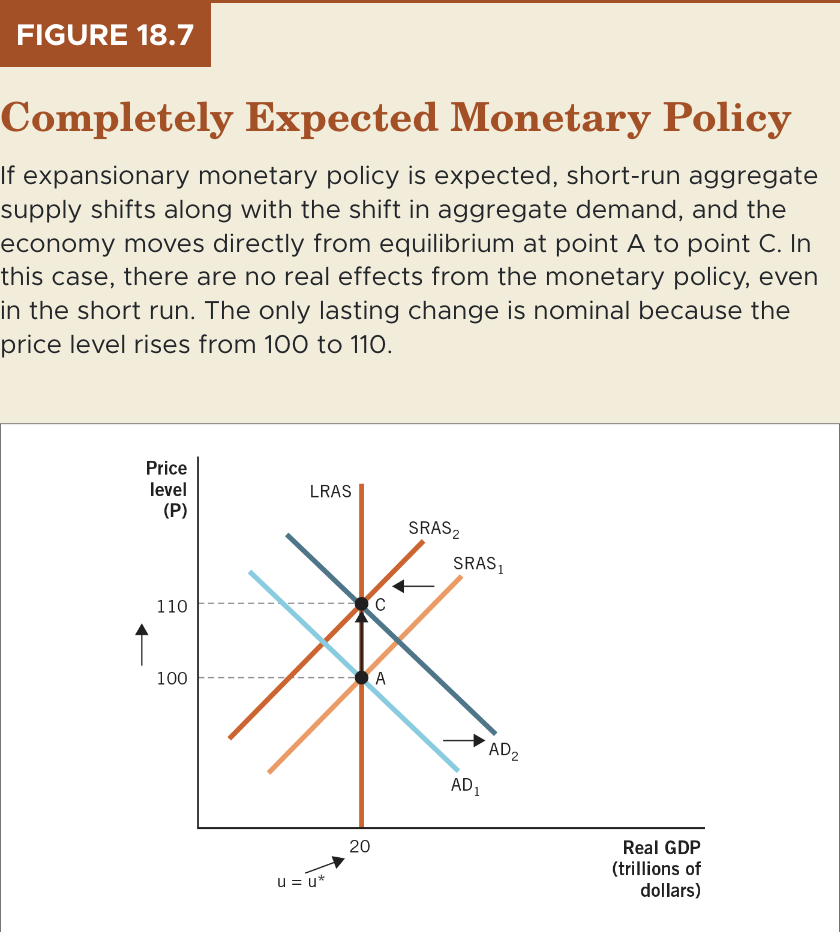 FIGURE 18.7
Completely Expected Monetary Policy
If expansionary monetary policy is expected, short-run aggregate
supply shifts along with the shift in aggregate demand, and the
economy moves directly from equilibrium at point A to point C. In
this case, there are no real effects from the monetary policy, even
in the short run. The only lasting change is nominal because the
price level rises from 100 to 110.
Price
level
(P)
LRAS
SRAS₂
SRAS₁
110
C
100
A
AD₂
AD₁
20
u = u*
Real GDP
(trillions of
dollars)